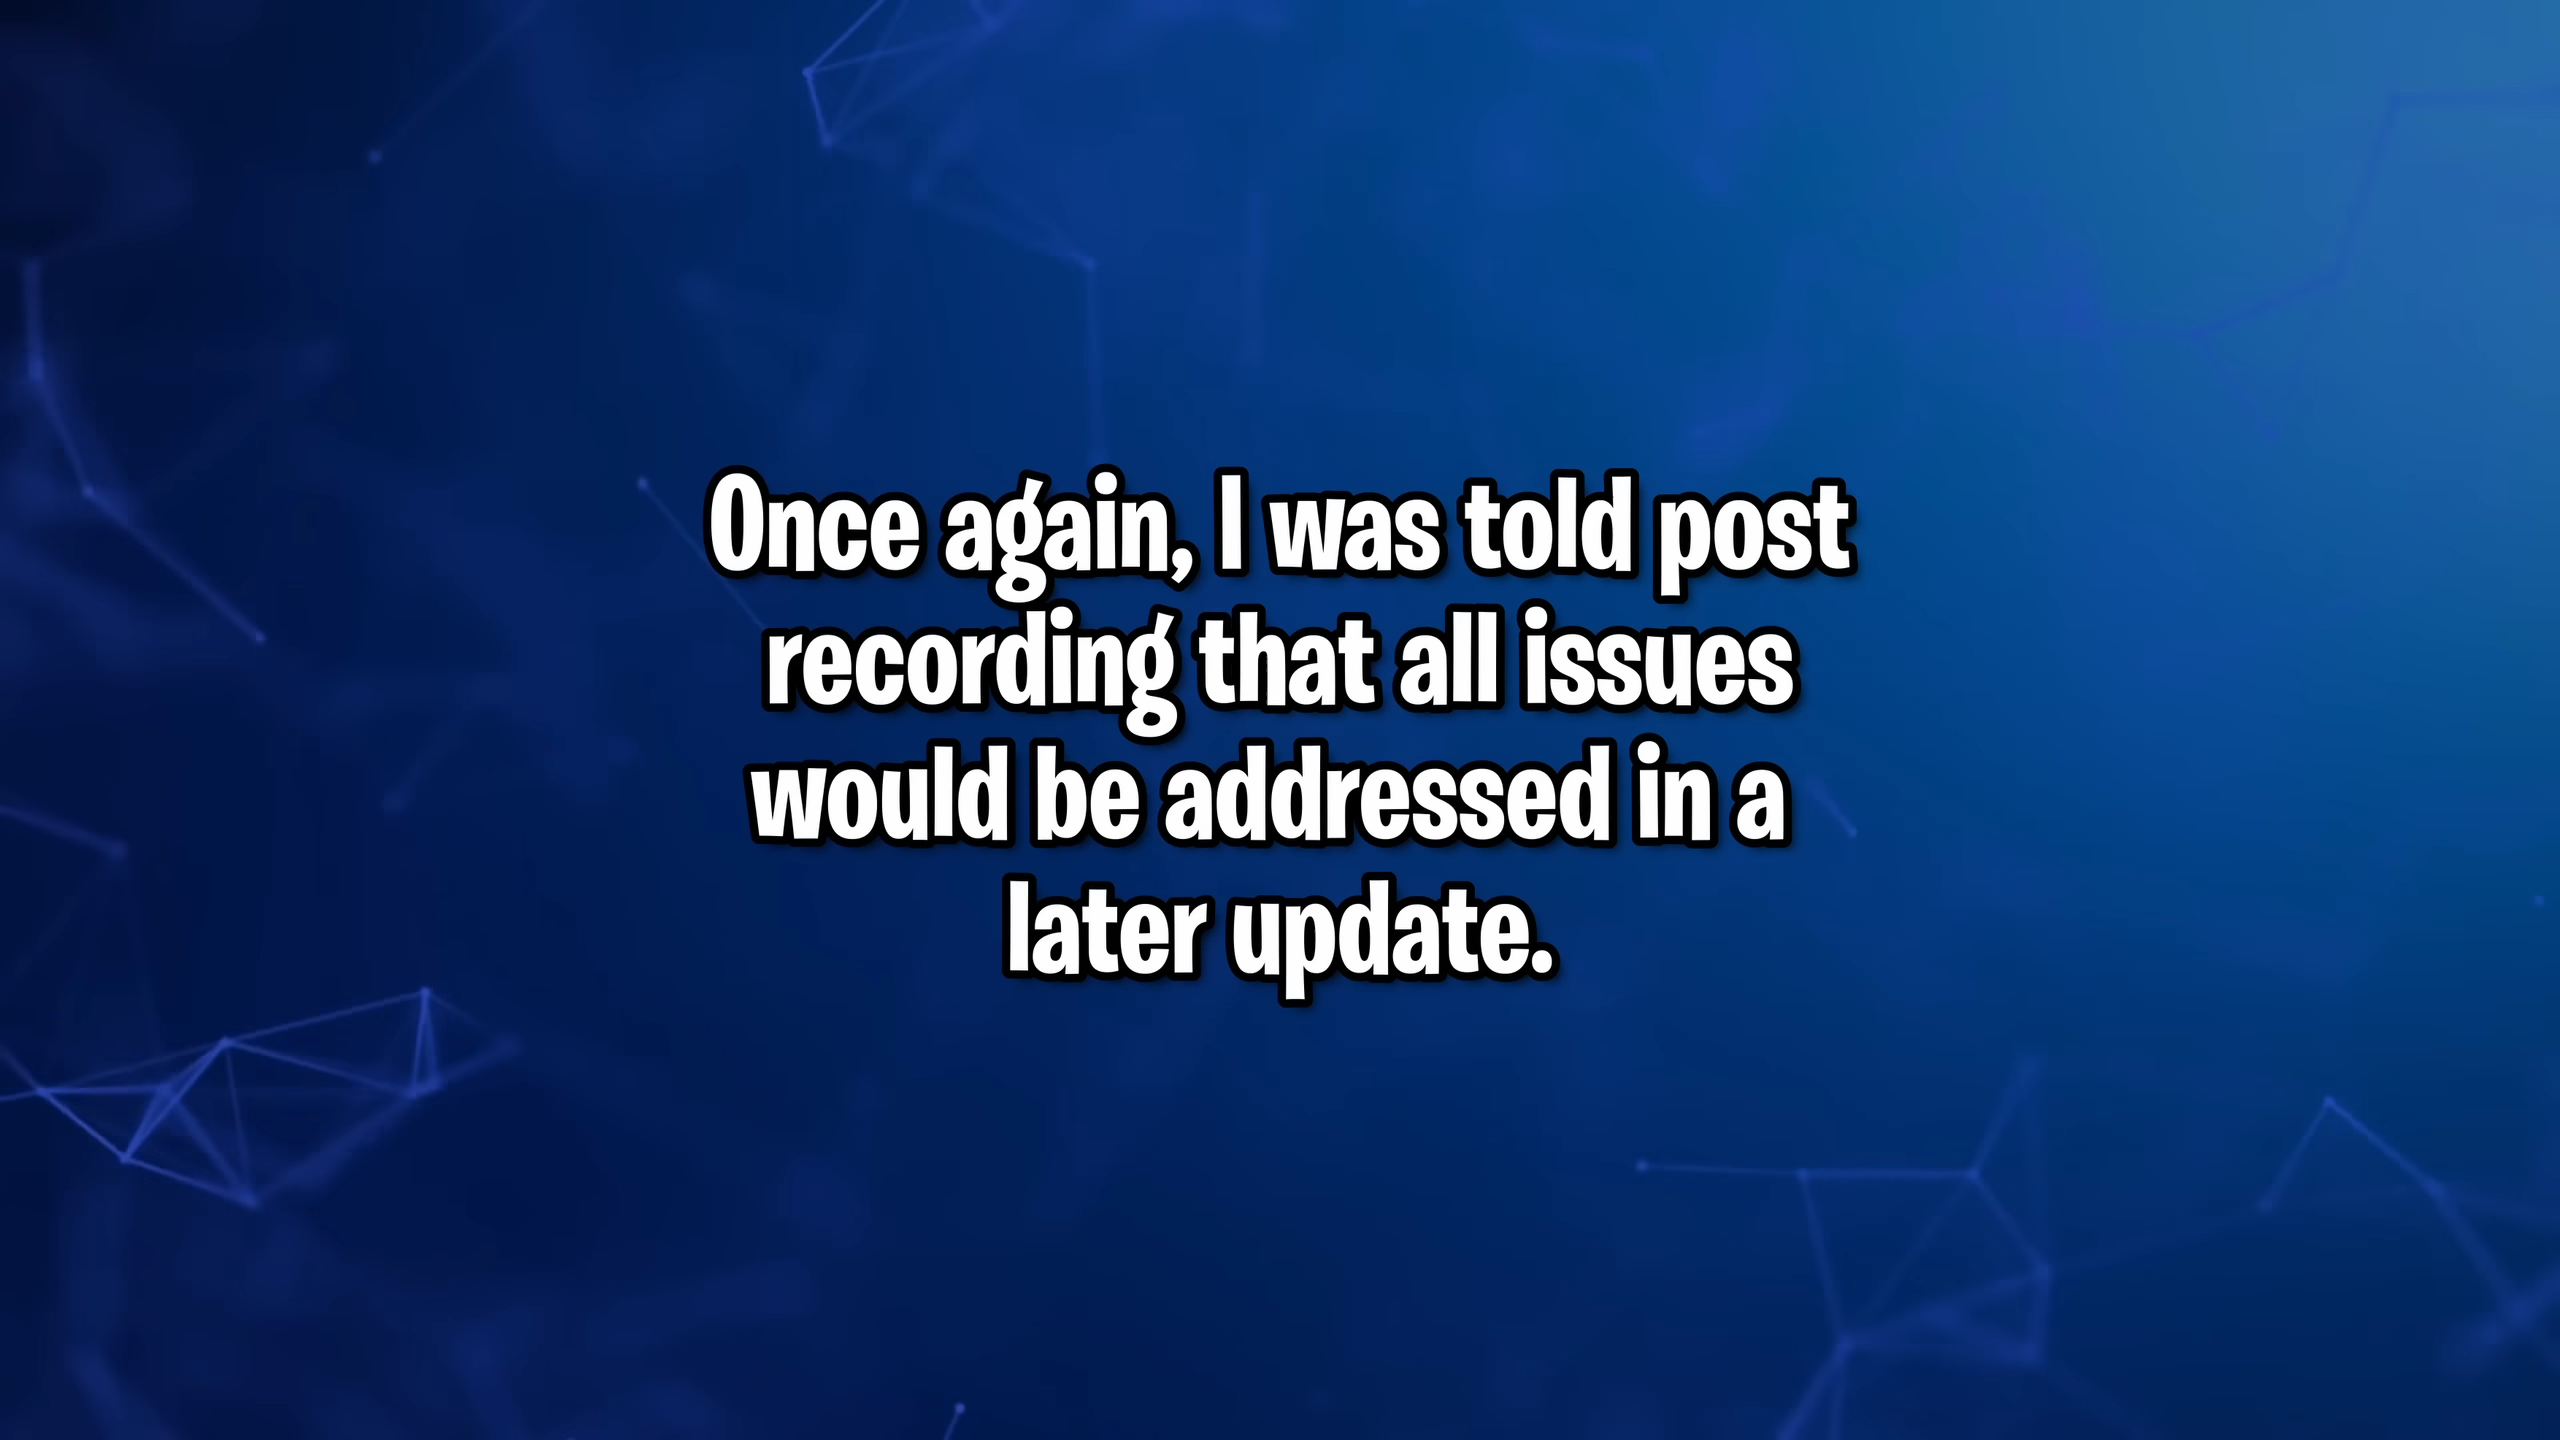 Once again, I was told post
recording that all issues
would be addressed in a
later update.